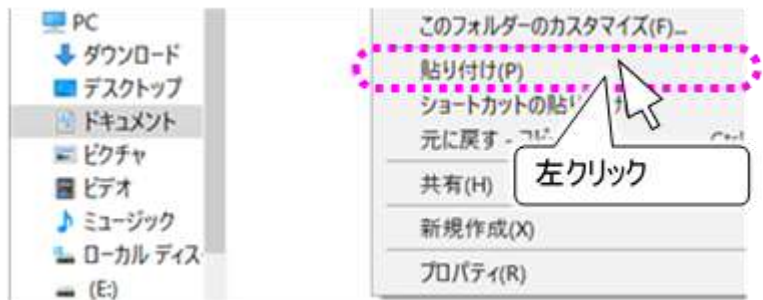 PC
ダウンロード
デスクトップ
ドキュメント
ピクチャ
ビデオ
ミュージック
ローカル ディス
(E:)
このフォルダーのカスタマイズ(F)...
貼り付け(P)
ショートカットの貼り
元に戻す -
共有(H)
左クリック
新規作成(X)
プロパティ(R)